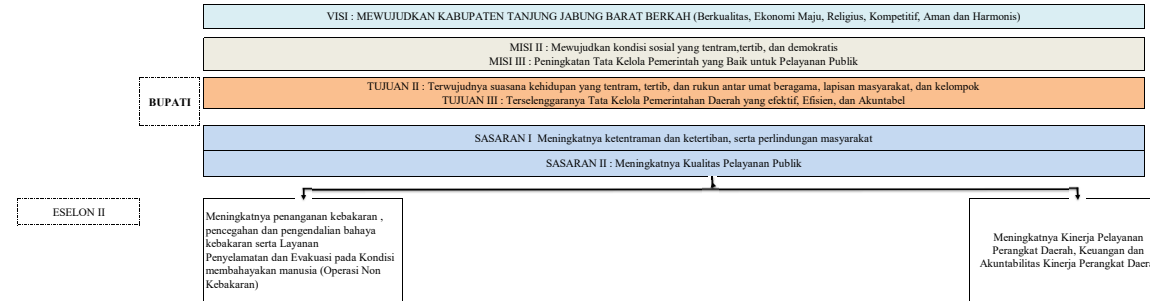 VISI : MEWUJUDKAN KABUPATEN TANJUNG JABUNG BARAT BERKAH (Berkualitas, Ekonomi Maju, Religius, Kompetitif, Aman dan Harmonis)
MISI II : Mewujudkan kondisi sosial yang tentram,tertib, dan demokratis
MISI III : Peningkatan Tata Kelola Pemerintah yang Baik untuk Pelayanan Publik
BUPATI
TUJUAN II : Terwujudnya suasana kehidupan yang tentram, tertib, dan rukun antar umat beragama, lapisan masyarakat, dan kelompok
TUJUAN III : Terselenggaranya Tata Kelola Pemerintahan Daerah yang efektif, Efisien, dan Akuntabel
SASARAN I Meningkatnya ketentraman dan ketertiban, serta perlindungan masyarakat
SASARAN II : Meningkatnya Kualitas Pelayanan Publik
ESELON II
Meningkatnya penanganan kebakaran ,
pencegahan dan pengendalian bahaya
kebakaran serta Layanan
Penyelamatan dan Evakuasi pada Kondisi
membahayakan manusia (Operasi Non
Kebakaran)
Meningkatnya Kinerja Pelayanan
Perangkat Daerah, Keuangan dan
Akuntabilitas Kinerja Perangkat